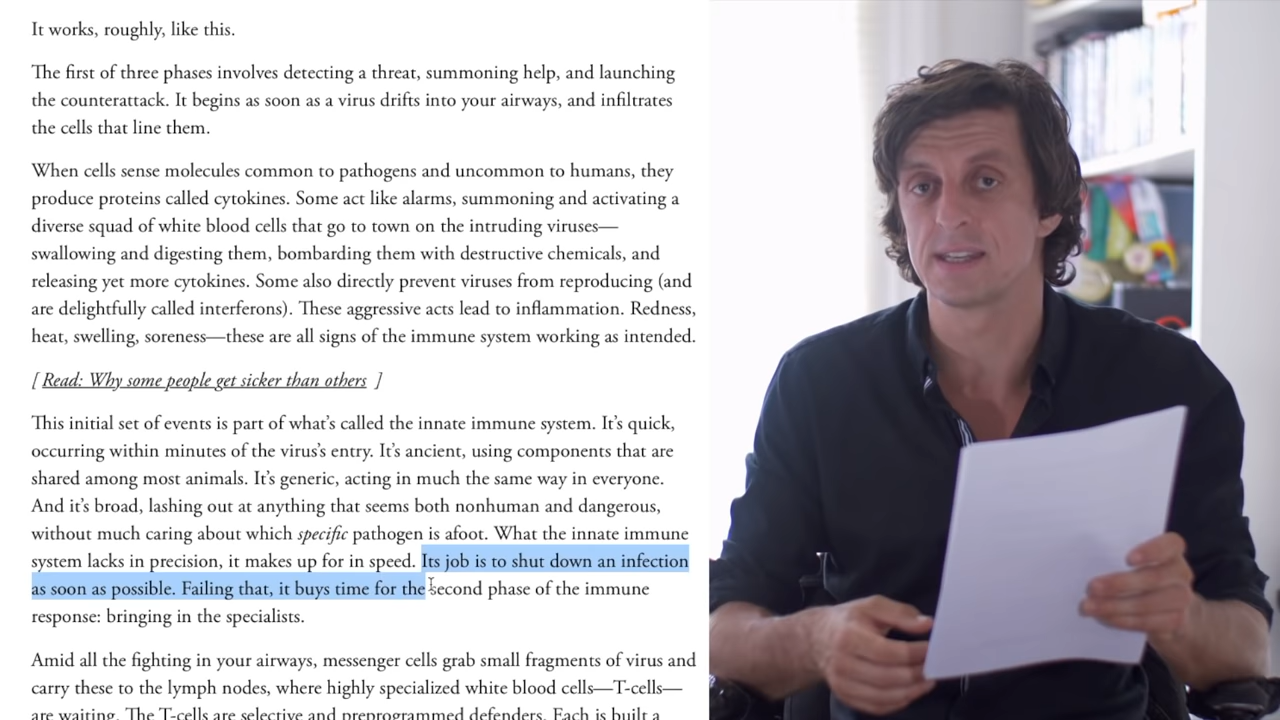 It works, roughly, like this.
The first of three phases involves detecting a threat, summoning help, and launching
the counterattack. It begins as soon as a virus drifts into your airways, and infiltrates
the cells that line them.
When cells sense molecules common to pathogens and uncommon to humans, they
produce proteins called cytokines. Some act like alarms, summoning and activating a
diverse squad of white blood cells that go to town on the intruding viruses—
swallowing and digesting them, bombarding them with destructive chemicals, and
releasing yet more cytokines. Some also directly prevent viruses from reproducing (and
are delightfully called interferons). These aggressive acts lead to inflammation. Redness,
heat, swelling, soreness—these are all signs of the immune system working as intended.
[ Read: Why some people get sicker than others ]
This initial set of events is part of what’s called the innate immune system. It’s quick,
occurring within minutes of the virus’s entry. It’s ancient, using components that are
shared among most animals. It’s generic, acting in much the same way in everyone.
And it’s broad, lashing out at anything that seems both nonhuman and dangerous,
without much caring about which specific pathogen is afoot. What the innate immune
system lacks in precision, it makes up for in speed. Its job is to shut down an infection
as soon as possible. Failing that, it buys time for the second phase of the immune
response: bringing in the specialists.
Amid all the fighting in your airways, messenger cells grab small fragments of virus and
carry these to the lymph nodes, where highly specialized white blood cells—T-cells—
are waiting. The T-cells are selective and preprogrammed defenders. Each is built a